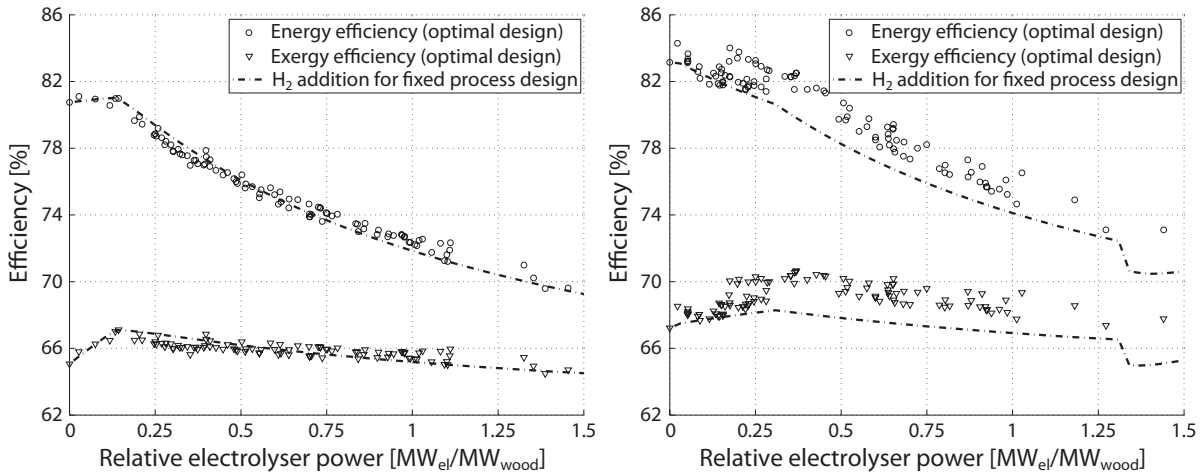 86
82
78
74
70
66
62
Efficiency [%]
Energy efficiency (optimal design)
Exergy efficiency (optimal design)
H₂ addition for fixed process design
0
0.25
0.5
0.75
1
1.25
1.5
Relative electrolyser power [MWel/MWwood]
86
82
78
74
70
66
62
Efficiency [%]
Energy efficiency (optimal design)
Exergy efficiency (optimal design)
H₂ addition for fixed process design
0
0.25
0.5
0.75
1
1.25
1.5
Relative electrolyser power [MWel/MWwood]